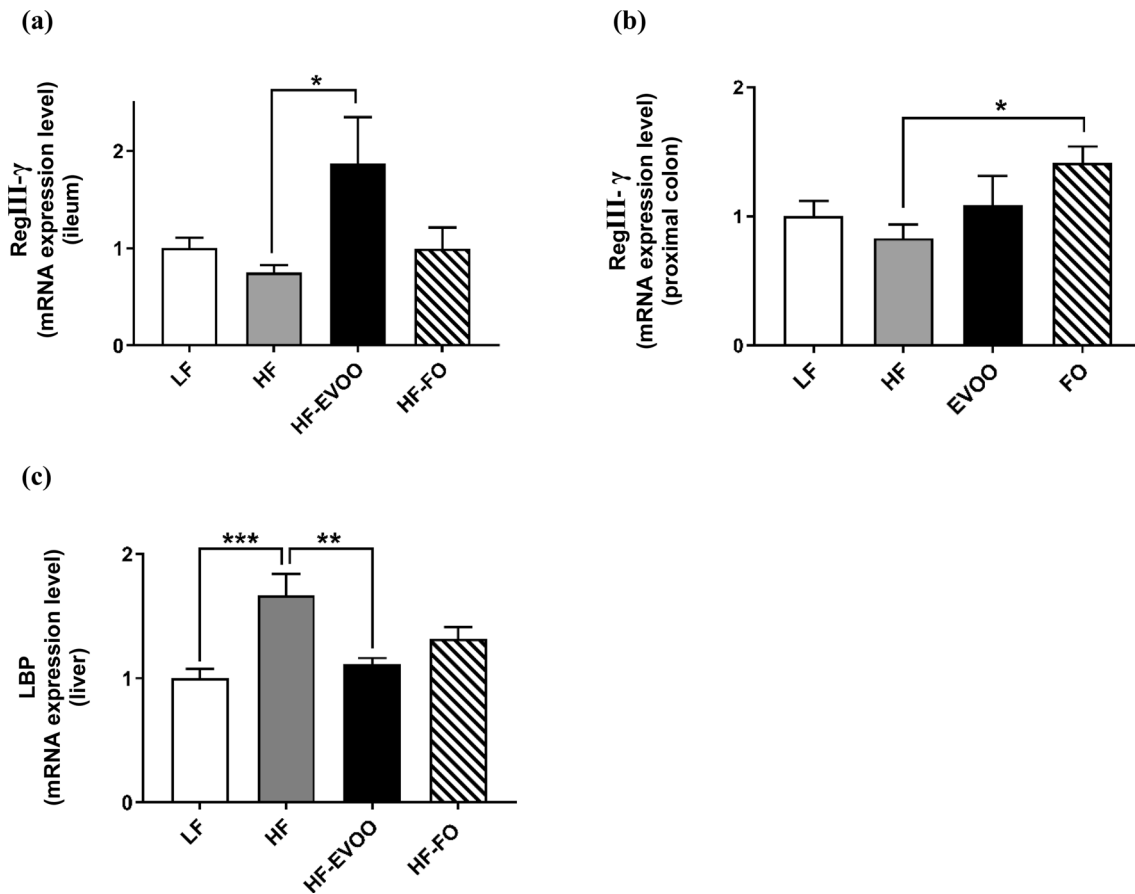 (a)
RegIII-γ
(mRNA expression level)
(ileum)
2
1
0
*
LF
HF
HF-EVOO
HF-FO
(b)
RegIII- γ
(mRNA expression level)
(proximal colon)
2
1
0
*
LF
HF
EVOO
FO
(c)
LBP
(mRNA expression level)
(liver)
2
1
0
***
**
LF
HF
HF-EVOO
HF-FO